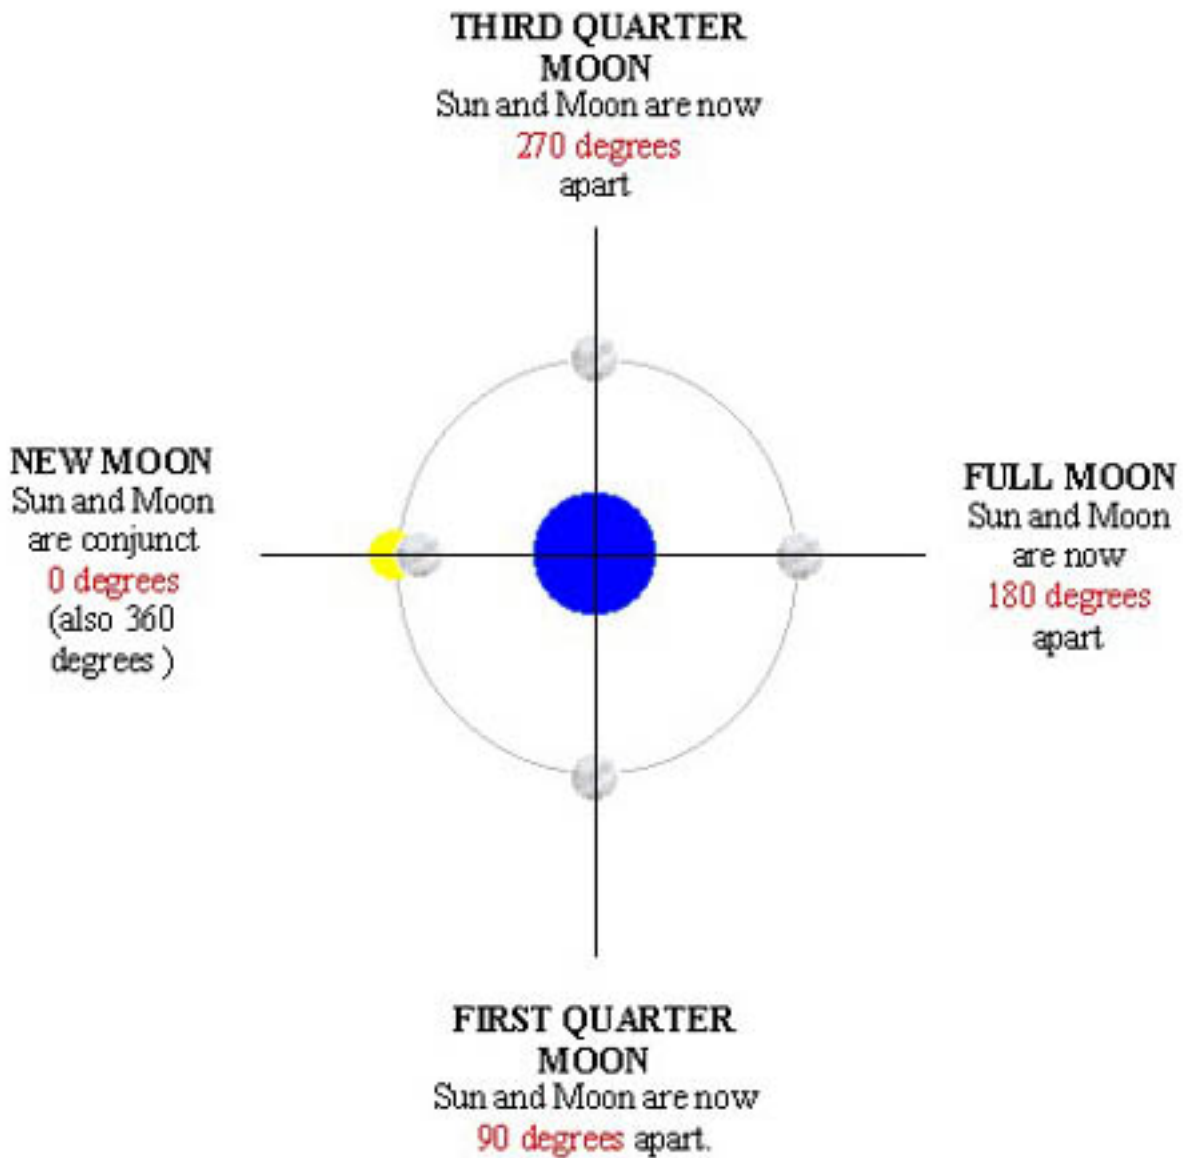 THIRD QUARTER
MOON
Sun and Moon are now
270 degrees
apart
NEW MOON
Sun and Moon
are conjunct
0 degrees
(also 360
degrees )
FULL MOON
Sun and Moon
are now
180 degrees
apart
FIRST QUARTER
MOON
Sun and Moon are now
90 degrees apart.